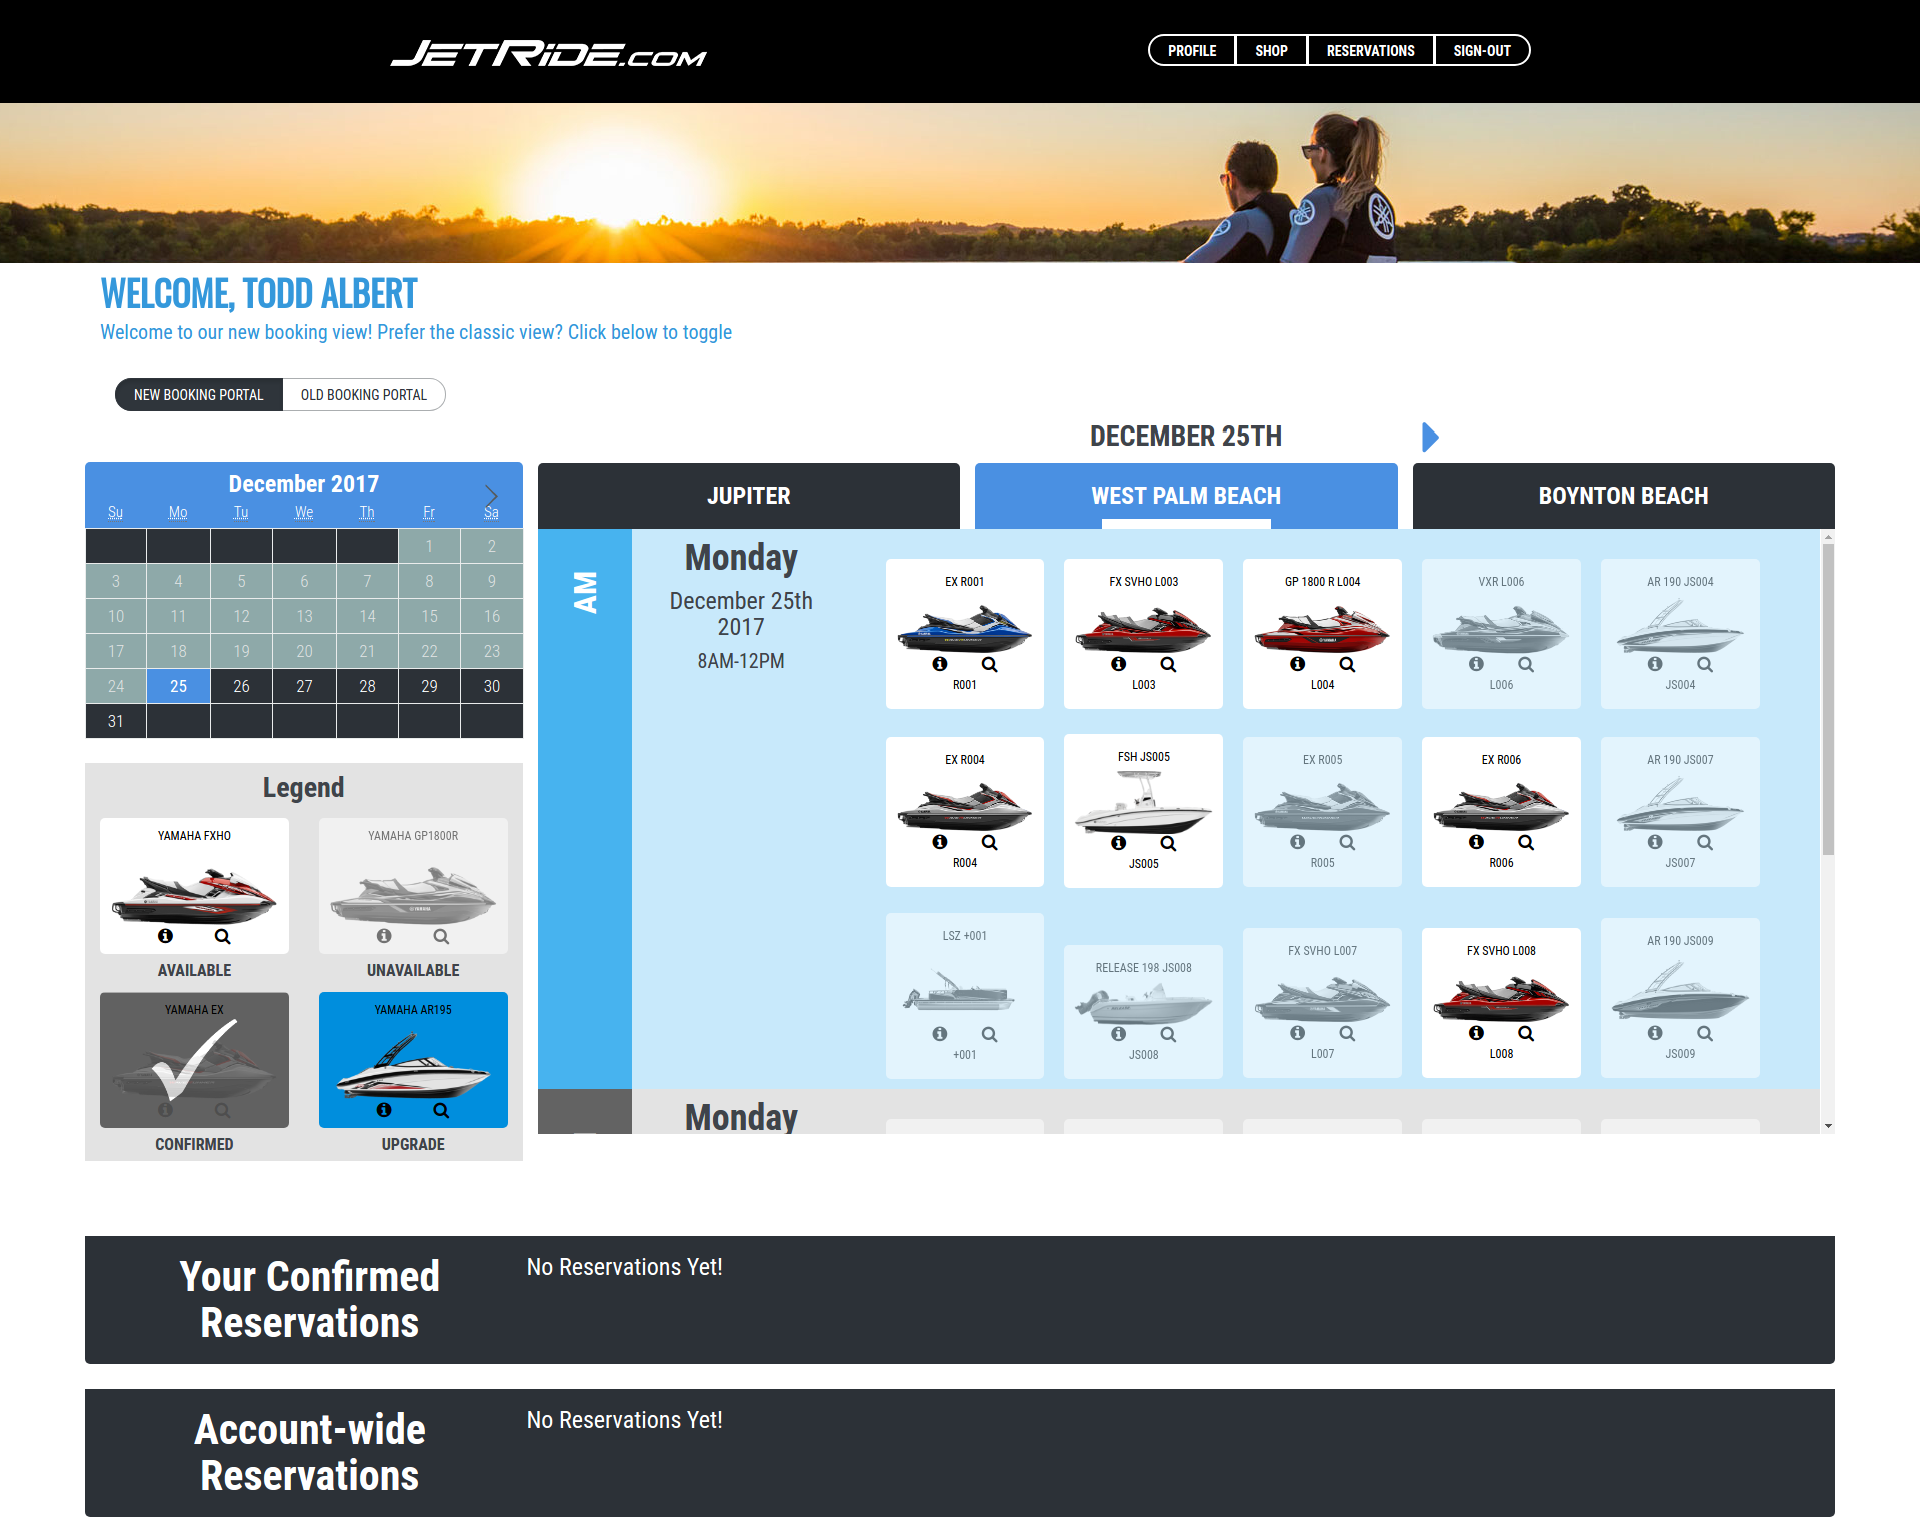 JETRIDE.COM
PROFILE
SHOP
RESERVATIONS
SIGN-OUT
WELCOME, TODD ALBERT
Welcome to our new booking view! Prefer the classic view? Click below to toggle
NEW BOOKING PORTAL
OLD BOOKING PORTAL
DECEMBER 25TH
December 2017
Su Mo Tu We Th Fr Sa
1 2
3 4 5 6 7 8 9
10 11 12 13 14 15 16
17 18 19 20 21 22 23
24 25 26 27 28 29 30
31
Legend
YAMAHA FXHO
AVAILABLE
YAMAHA GP1800R
UNAVAILABLE
YAMAHA EX
CONFIRMED
YAMAHA AR195
UPGRADE
JUPITER
WEST PALM BEACH
BOYNTON BEACH
AM
Monday
December 25th
2017
8AM-12PM
EX R001
R001
FX SVHO L003
L003
GP 1800 R L004
L004
VXR L006
L006
AR 190 JS004
JS004
EX R004
R004
FSH JS005
JS005
EX R005
R005
EX R006
R006
AR 190 JS007
JS007
LSZ +001
+001
RELEASE 198 JS008
JS008
FX SVHO L007
L007
FX SVHO L008
L008
AR 190 JS009
JS009
Monday
Your Confirmed
Reservations
No Reservations Yet!
Account-wide
Reservations
No Reservations Yet!